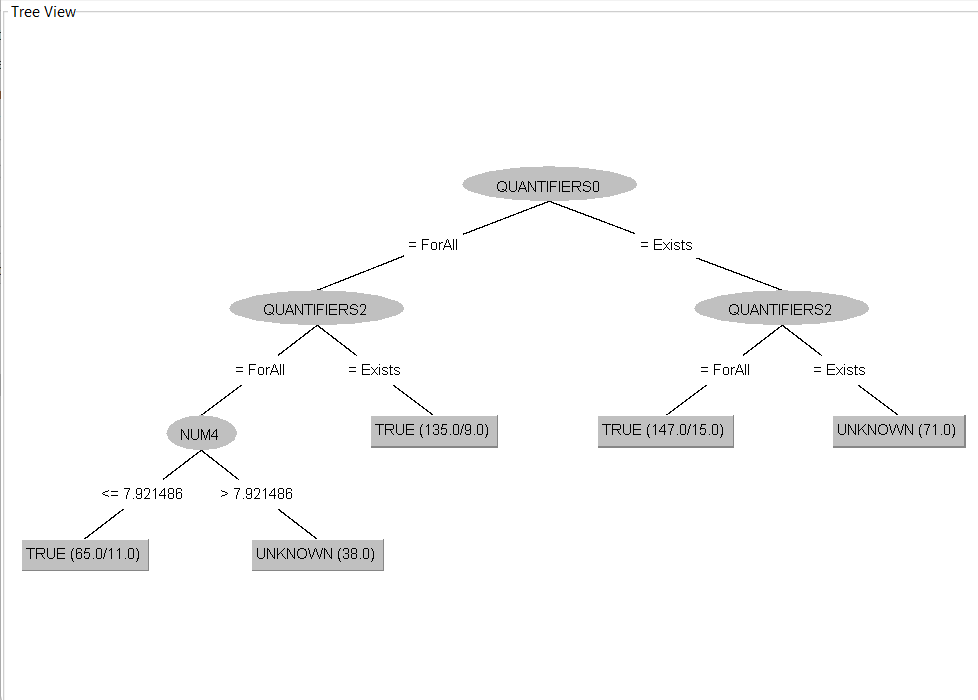 Tree View
QUANTIFIERS0
= ForAll
= Exists
QUANTIFIERS2
QUANTIFIERS2
= ForAll
= Exists
= ForAll
= Exists
NUM4
TRUE (135.0/9.0)
TRUE (147.0/15.0)
UNKNOWN (71.0)
<= 7.921486
> 7.921486
TRUE (65.0/11.0)
UNKNOWN (38.0)